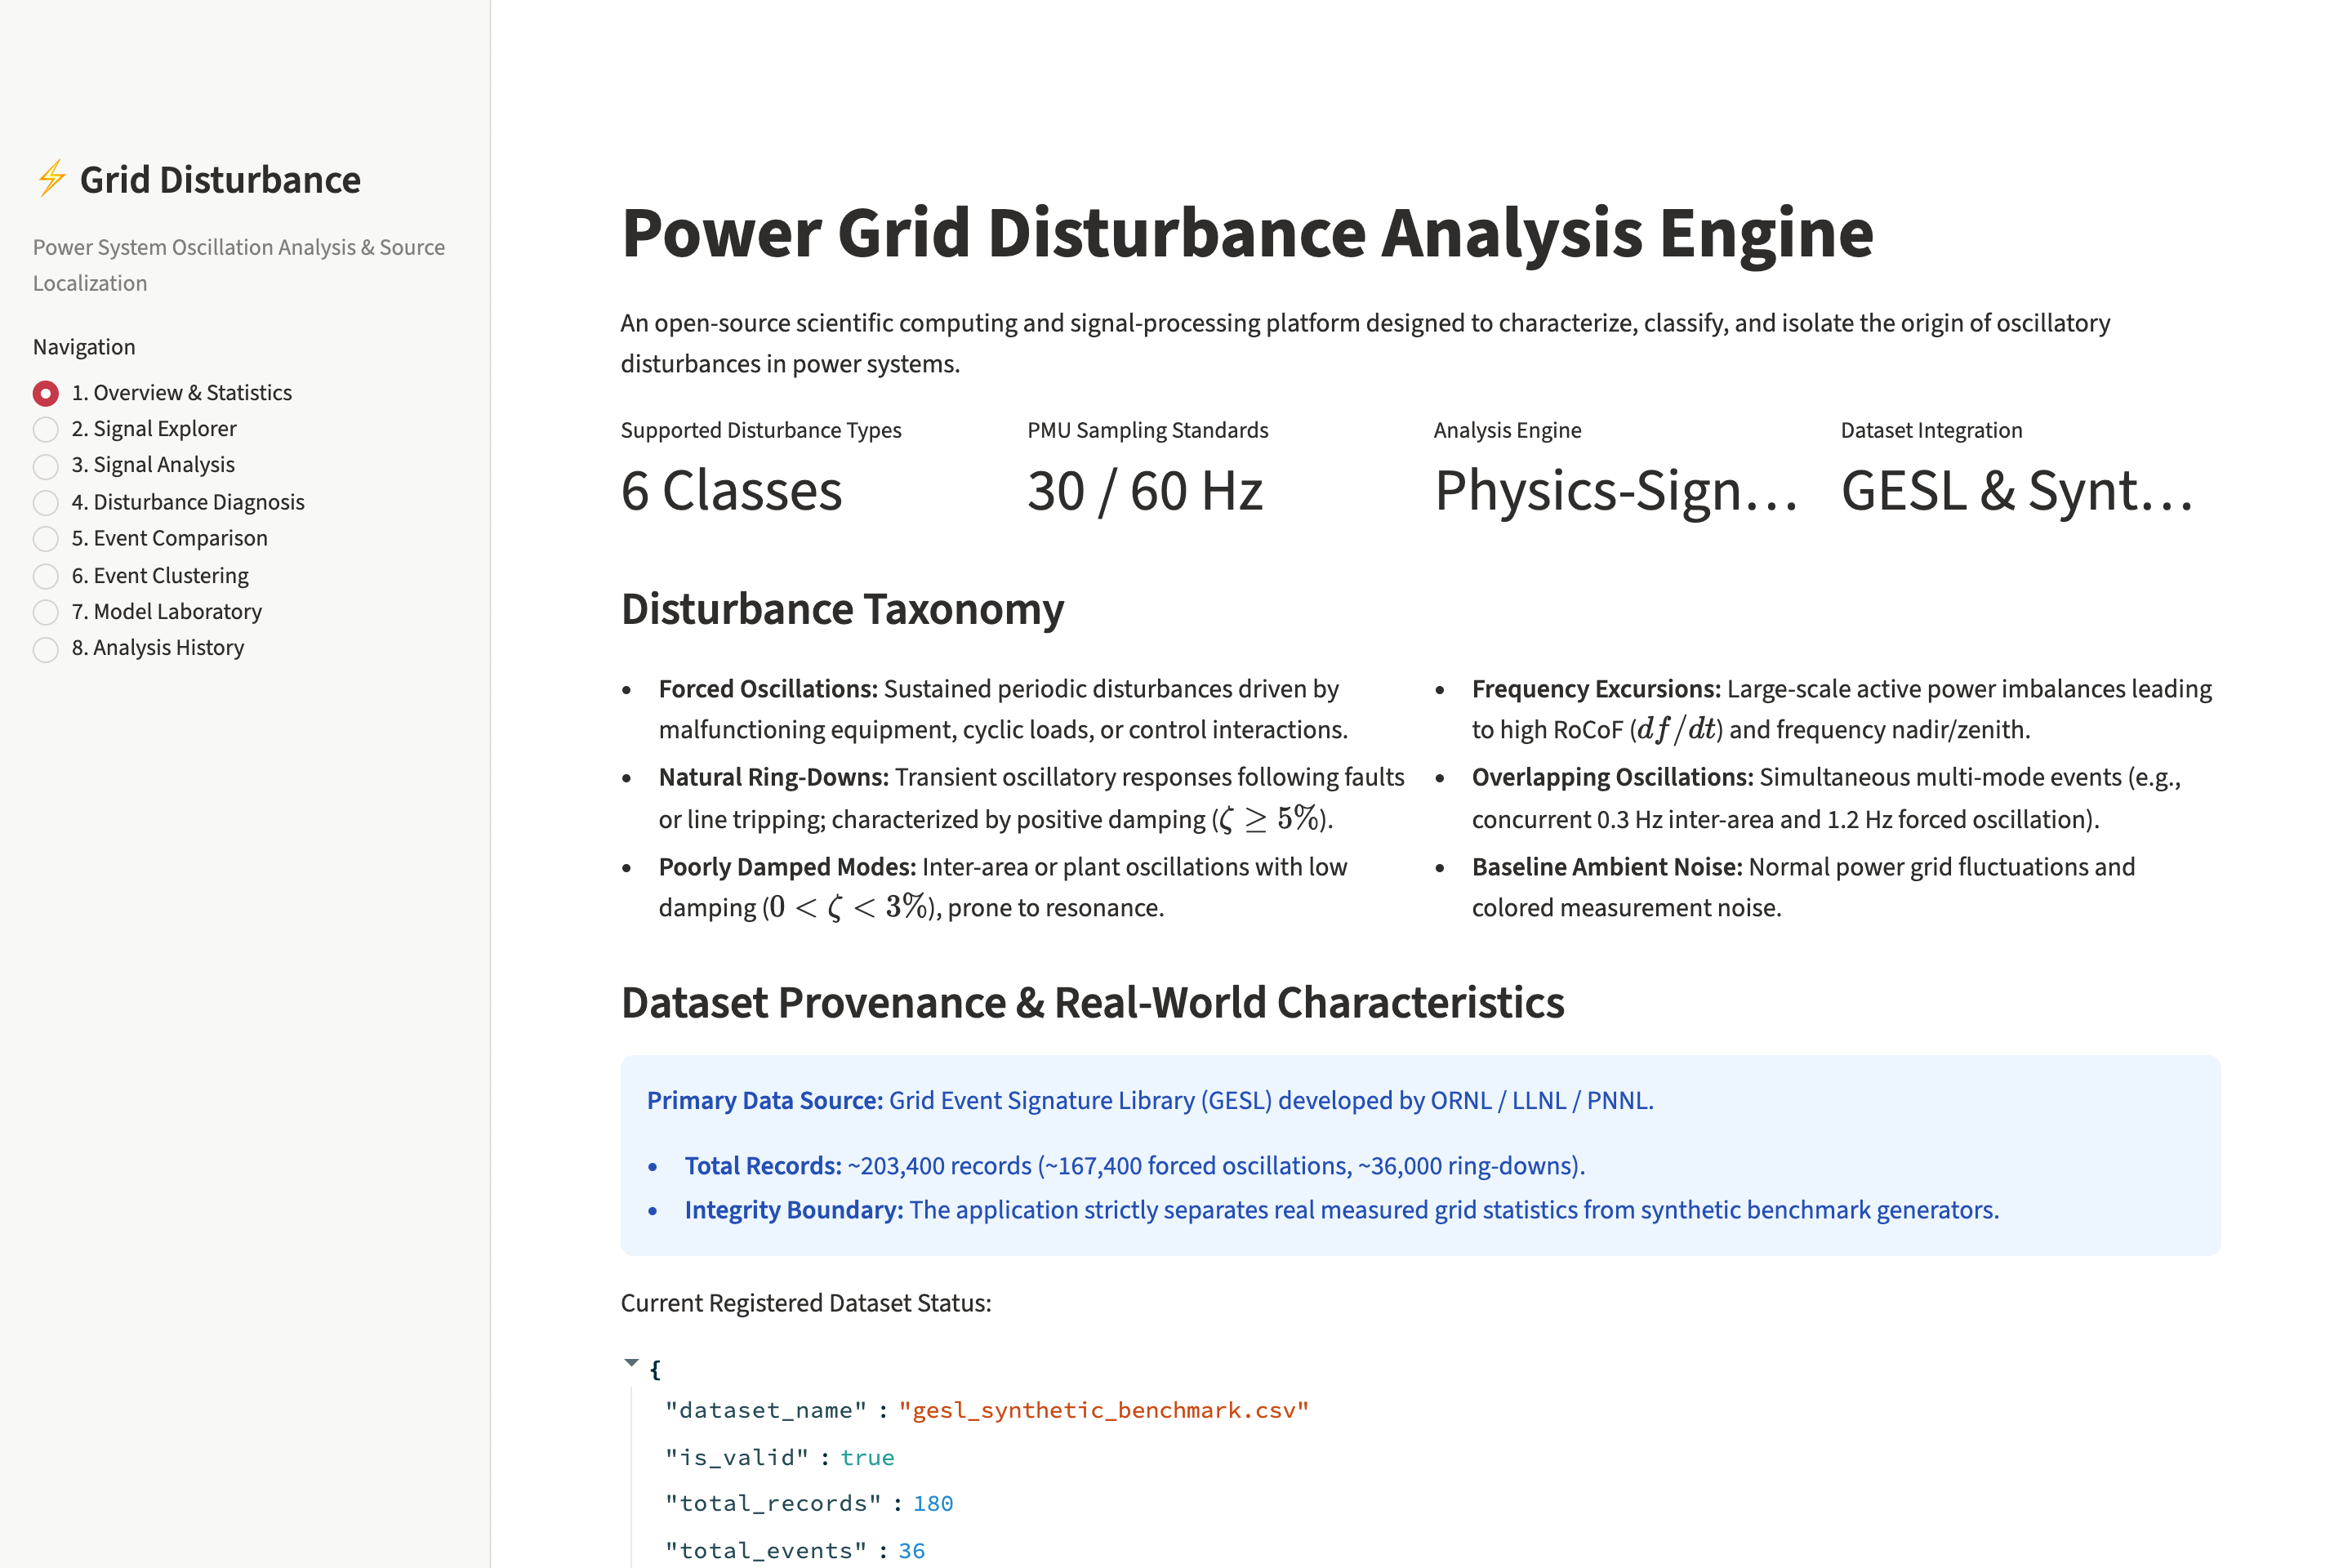 ⚡ Grid Disturbance
Power System Oscillation Analysis & Source
Localization
Navigation
1. Overview & Statistics
2. Signal Explorer
3. Signal Analysis
4. Disturbance Diagnosis
5. Event Comparison
6. Event Clustering
7. Model Laboratory
8. Analysis History
Power Grid Disturbance Analysis Engine
An open-source scientific computing and signal-processing platform designed to characterize, classify, and isolate the origin of oscillatory
disturbances in power systems.
Supported Disturbance Types
6 Classes
PMU Sampling Standards
30 / 60 Hz
Analysis Engine
Physics-Sign…
Dataset Integration
GESL & Synt…
Disturbance Taxonomy
• Forced Oscillations: Sustained periodic disturbances driven by
malfunctioning equipment, cyclic loads, or control interactions.
• Natural Ring-Downs: Transient oscillatory responses following faults
or line tripping; characterized by positive damping (ζ ≥ 5%).
• Poorly Damped Modes: Inter-area or plant oscillations with low
damping (0 < ζ < 3%), prone to resonance.
• Frequency Excursions: Large-scale active power imbalances leading
to high RoCoF (df/dt) and frequency nadir/zenith.
• Overlapping Oscillations: Simultaneous multi-mode events (e.g.,
concurrent 0.3 Hz inter-area and 1.2 Hz forced oscillation).
• Baseline Ambient Noise: Normal power grid fluctuations and
colored measurement noise.
Dataset Provenance & Real-World Characteristics
Primary Data Source: Grid Event Signature Library (GESL) developed by ORNL / LLNL / PNNL.
• Total Records: ~203,400 records (~167,400 forced oscillations, ~36,000 ring-downs).
• Integrity Boundary: The application strictly separates real measured grid statistics from synthetic benchmark generators.
Current Registered Dataset Status:
{
"dataset_name" : "gesl_synthetic_benchmark.csv"
"is_valid" : true
"total_records" : 180
"total_events" : 36